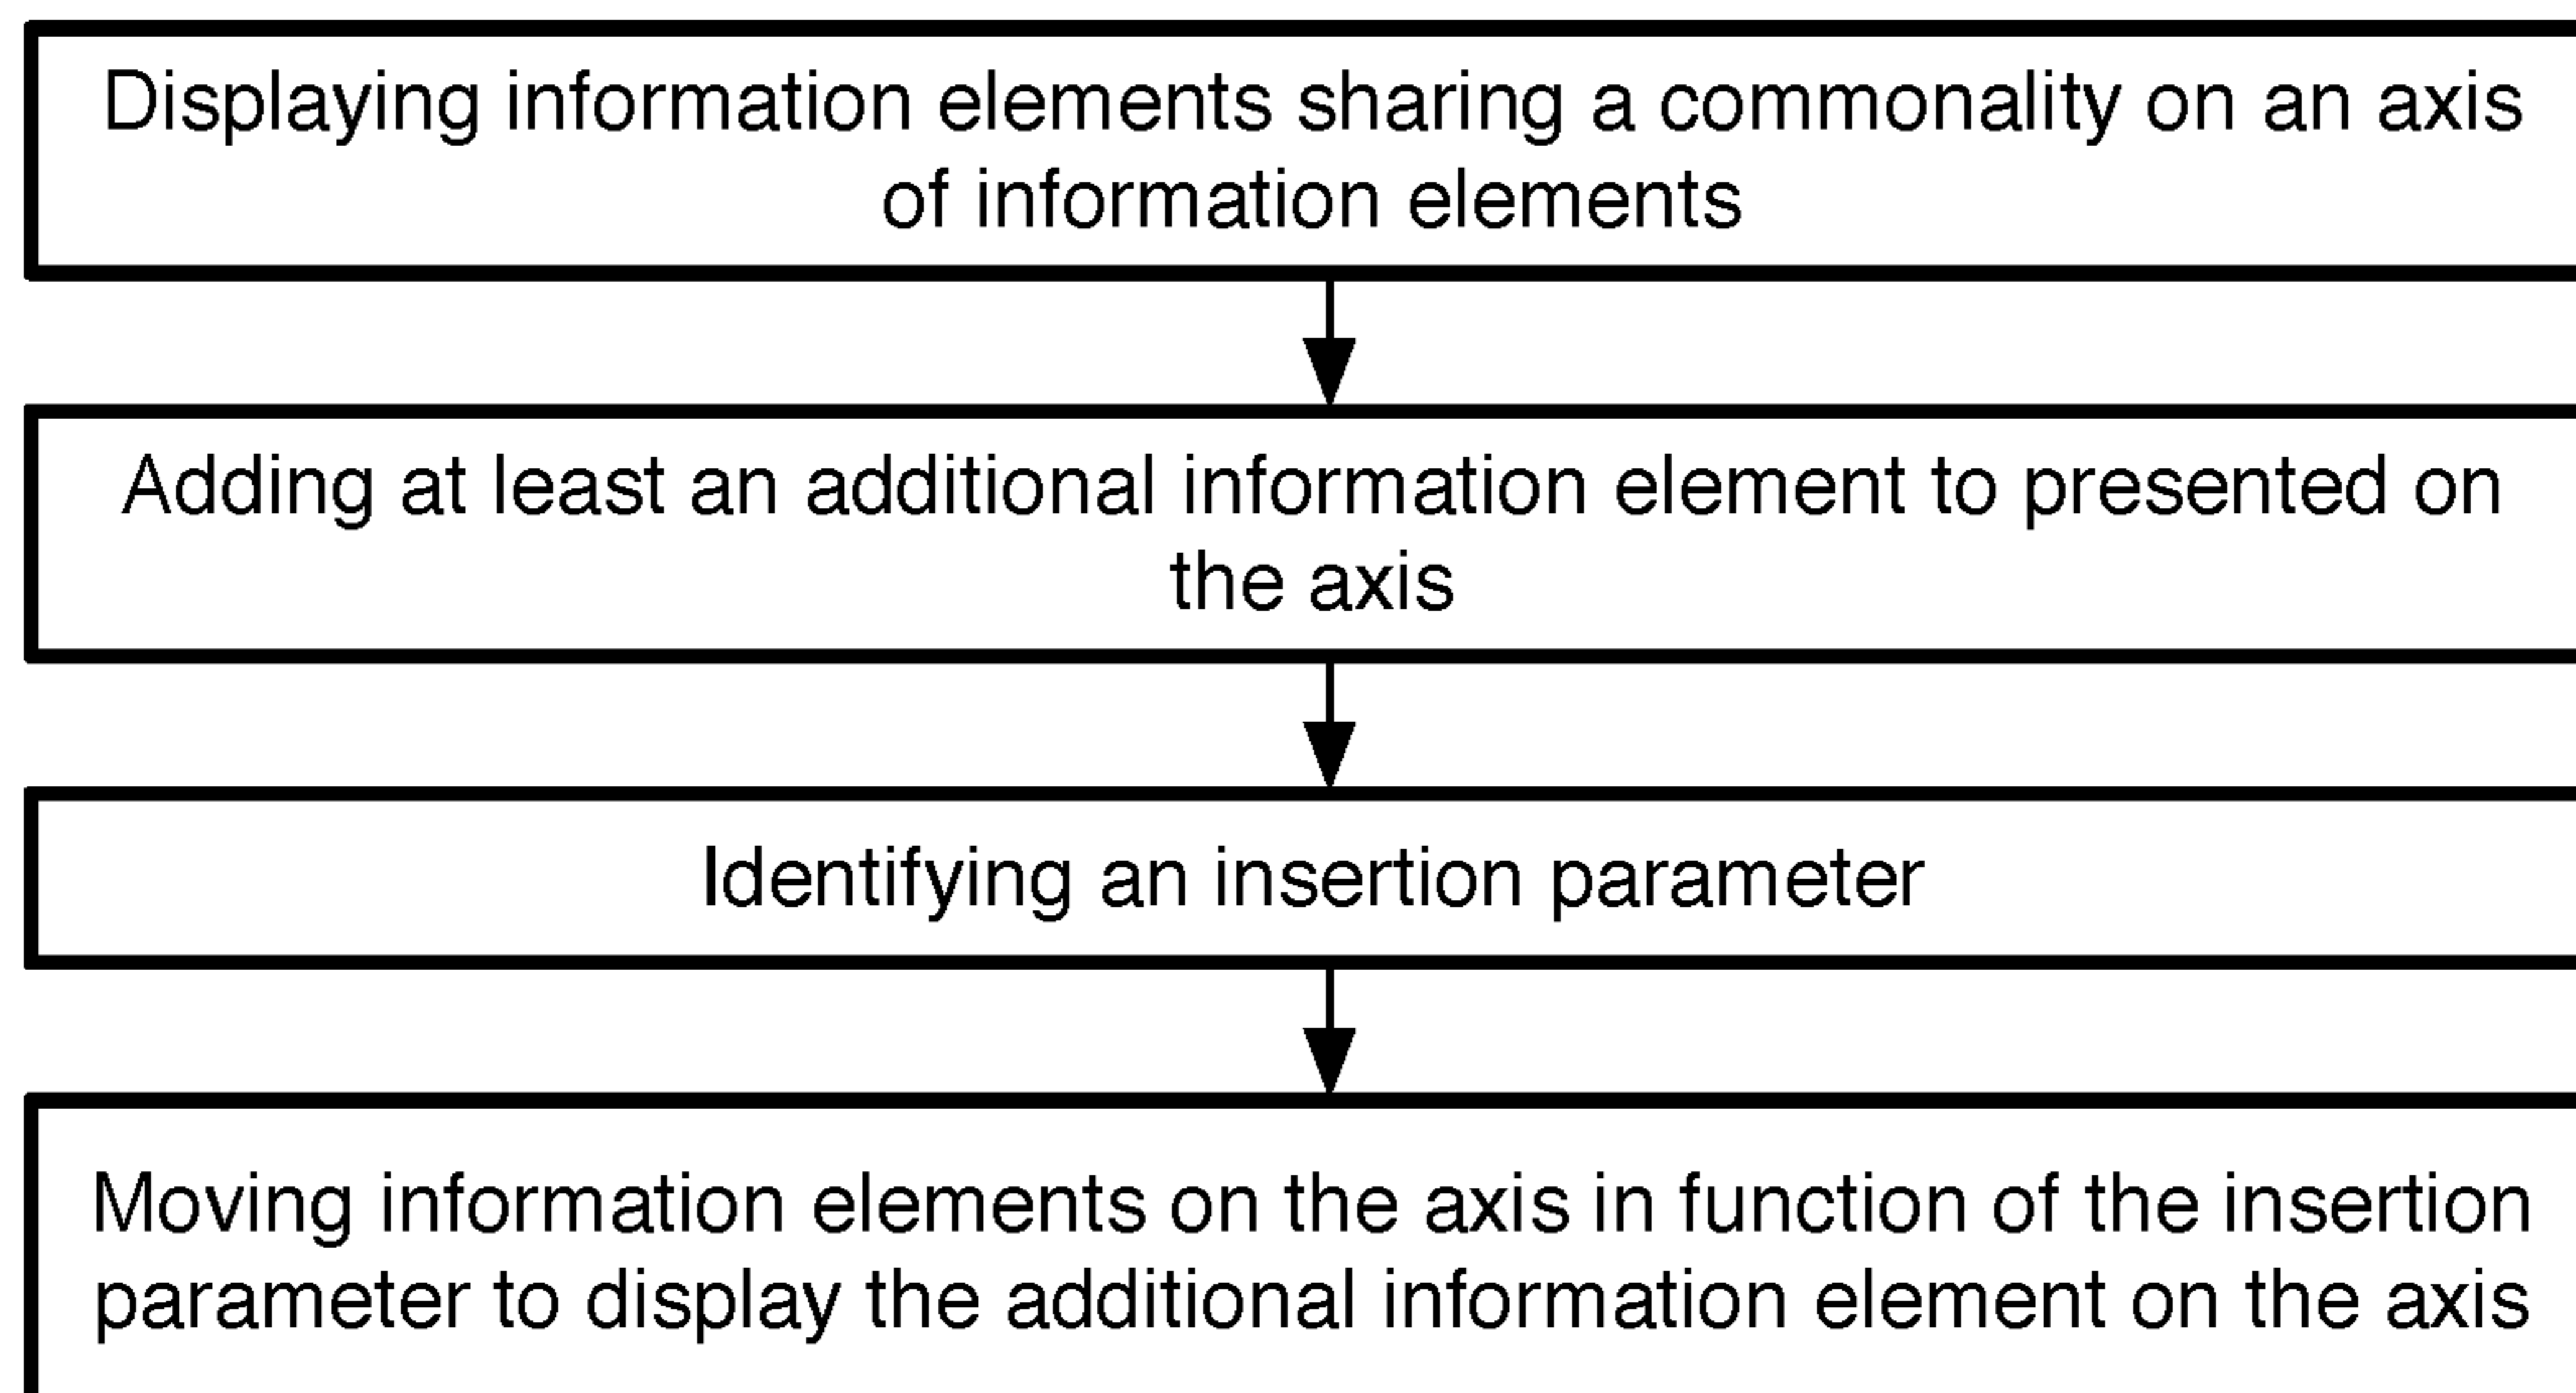 Displaying information elements sharing a commonality on an axis
of information elements
Adding at least an additional information element to presented on
the axis
Identifying an insertion parameter
Moving information elements on the axis in function of the insertion
parameter to display the additional information element on the axis